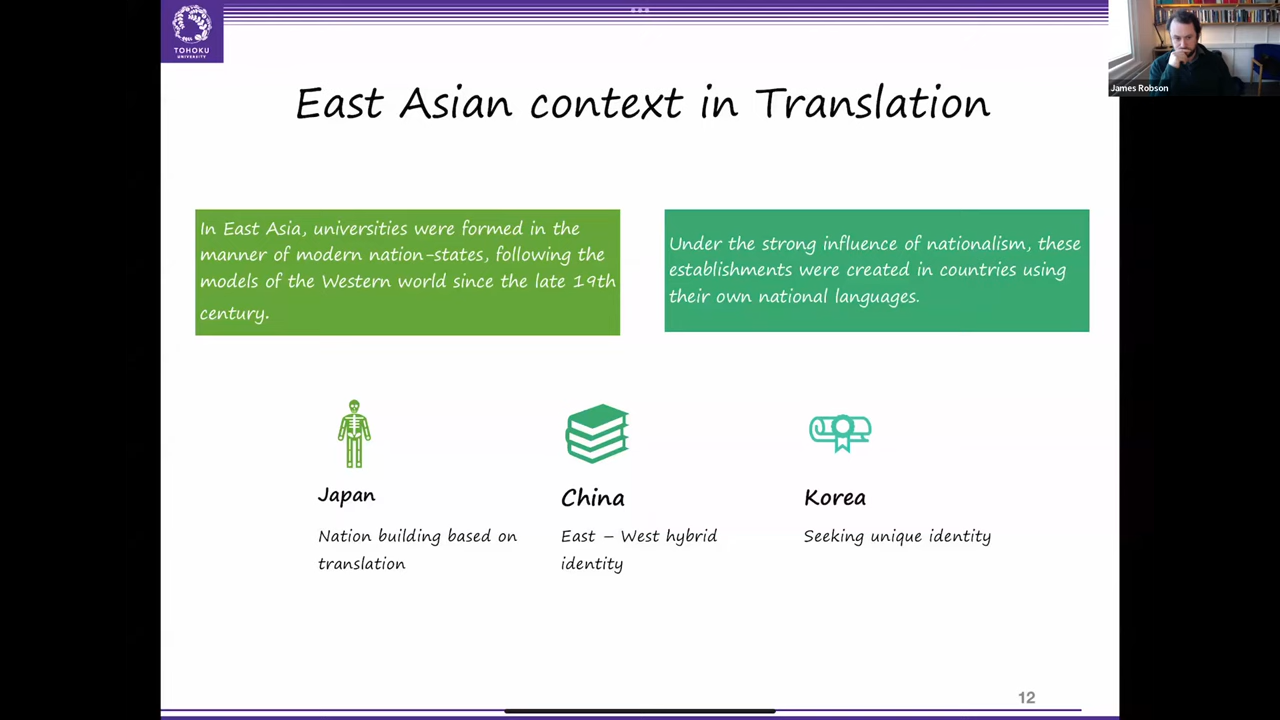 TOHOKU
UNIVERSITY
James Robson
East Asian context in Translation
In East Asia, universities were formed in the
manner of modern nation-states, following the
models of the Western world since the late 19th
century.
Under the strong influence of nationalism, these
establishments were created in countries using
their own national languages.
Japan
Nation building based on
translation
China
East – West hybrid
identity
Korea
Seeking unique identity
12